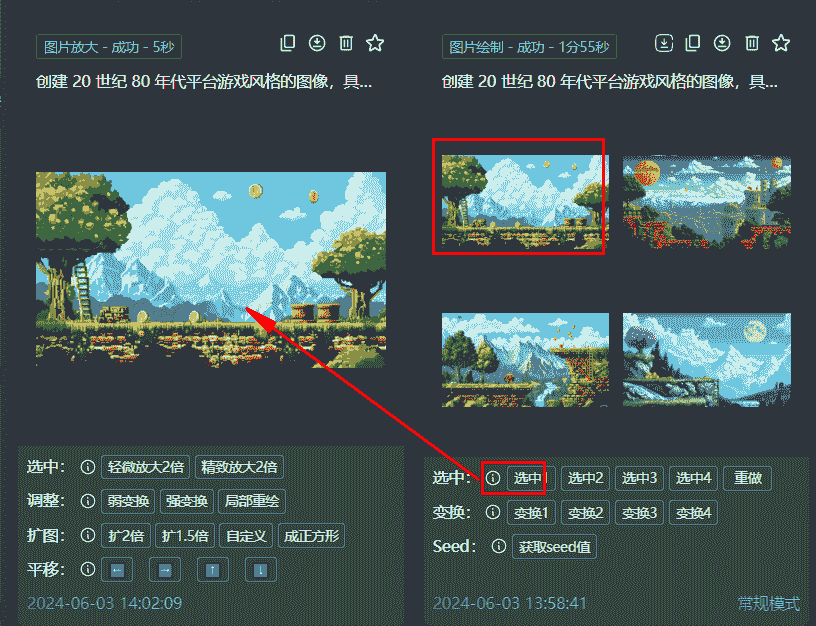 图片放大 - 成功 - 5秒
创建 20 世纪 80 年代平台游戏风格的图像，具...
选中： 轻微放大2倍 精致放大2倍
调整： 弱变换 强变换 局部重绘
扩图： 扩2倍 扩1.5倍 自定义 成正方形
平移： ← → ↑ ↓
2024-06-03 14:02:09
图片绘制 - 成功 - 1分55秒
创建 20 世纪 80 年代平台游戏风格的图像，具...
选中： 选中1 选中2 选中3 选中4 重做
变换： 变换1 变换2 变换3 变换4
Seed： 获取seed值
2024-06-03 13:58:41 常规模式